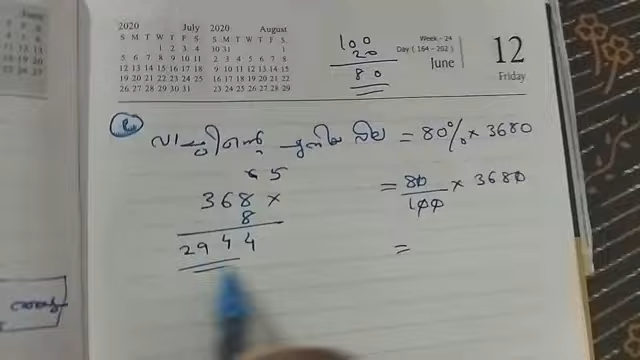 2020 July 2020 August
S M T W T F S S M T W T F S
1 2 3 4 30 31 1
5 6 7 8 9 10 11 2 3 4 5 6 7 8
12 13 14 15 16 17 18 9 10 11 12 13 14 15
19 20 21 22 23 24 25 16 17 18 19 20 21 22
26 27 28 29 30 31 23 24 25 26 27 28 29
100
20
80
Week - 24
Day ( 164 - 202 )
June 12
Friday
വാച്ചിന്റെ പുതിയ വില = 80% × 3680
6 5
368 × = 80/100 × 3680
8
2944 =